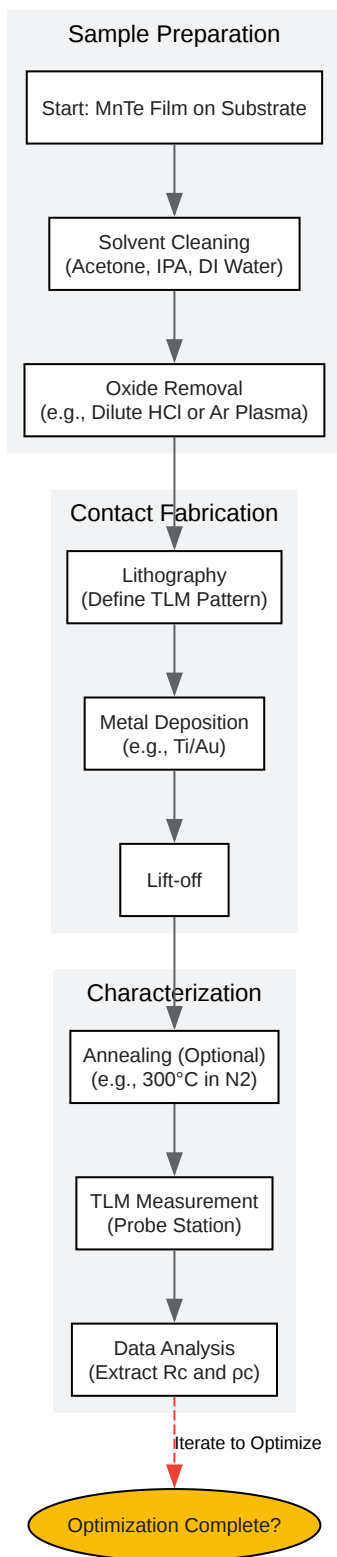 Sample Preparation
Start: MnTe Film on Substrate
Solvent Cleaning
(Acetone, IPA, DI Water)
Oxide Removal
(e.g., Dilute HCl or Ar Plasma)
Contact Fabrication
Lithography
(Define TLM Pattern)
Metal Deposition
(e.g., Ti/Au)
Lift-off
Characterization
Annealing (Optional)
(e.g., 300°C in N2)
TLM Measurement
(Probe Station)
Data Analysis
(Extract Rc and ρc)
Iterate to Optimize
Optimization Complete?